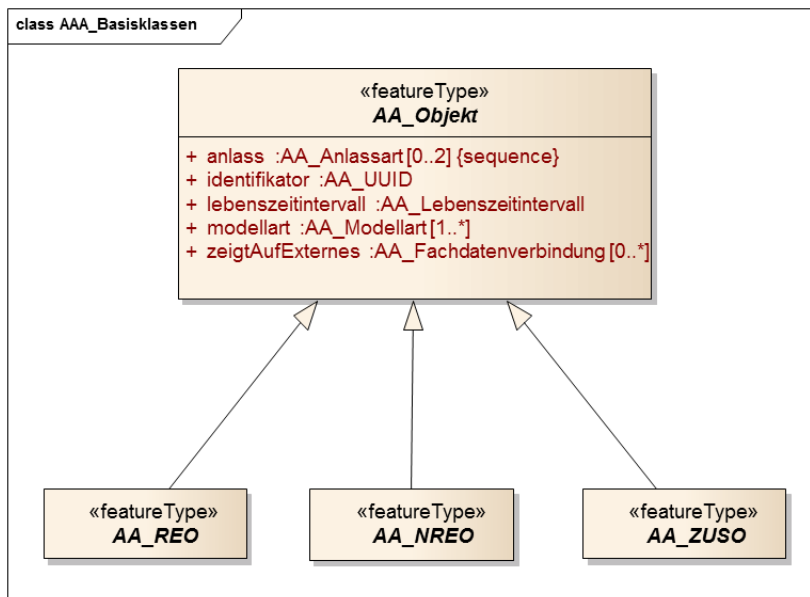 class AAA_Basisklassen
«featureType»
AA_Objekt
+ anlass :AA_Anlassart [0..2] {sequence}
+ identifikator :AA_UUID
+ lebenszeitintervall :AA_Lebenszeitintervall
+ modellart :AA_Modellart [1..*]
+ zeigtAufExternes :AA_Fachdatenverbindung [0..*]
«featureType»
AA_REO
«featureType»
AA_NREO
«featureType»
AA_ZUSO